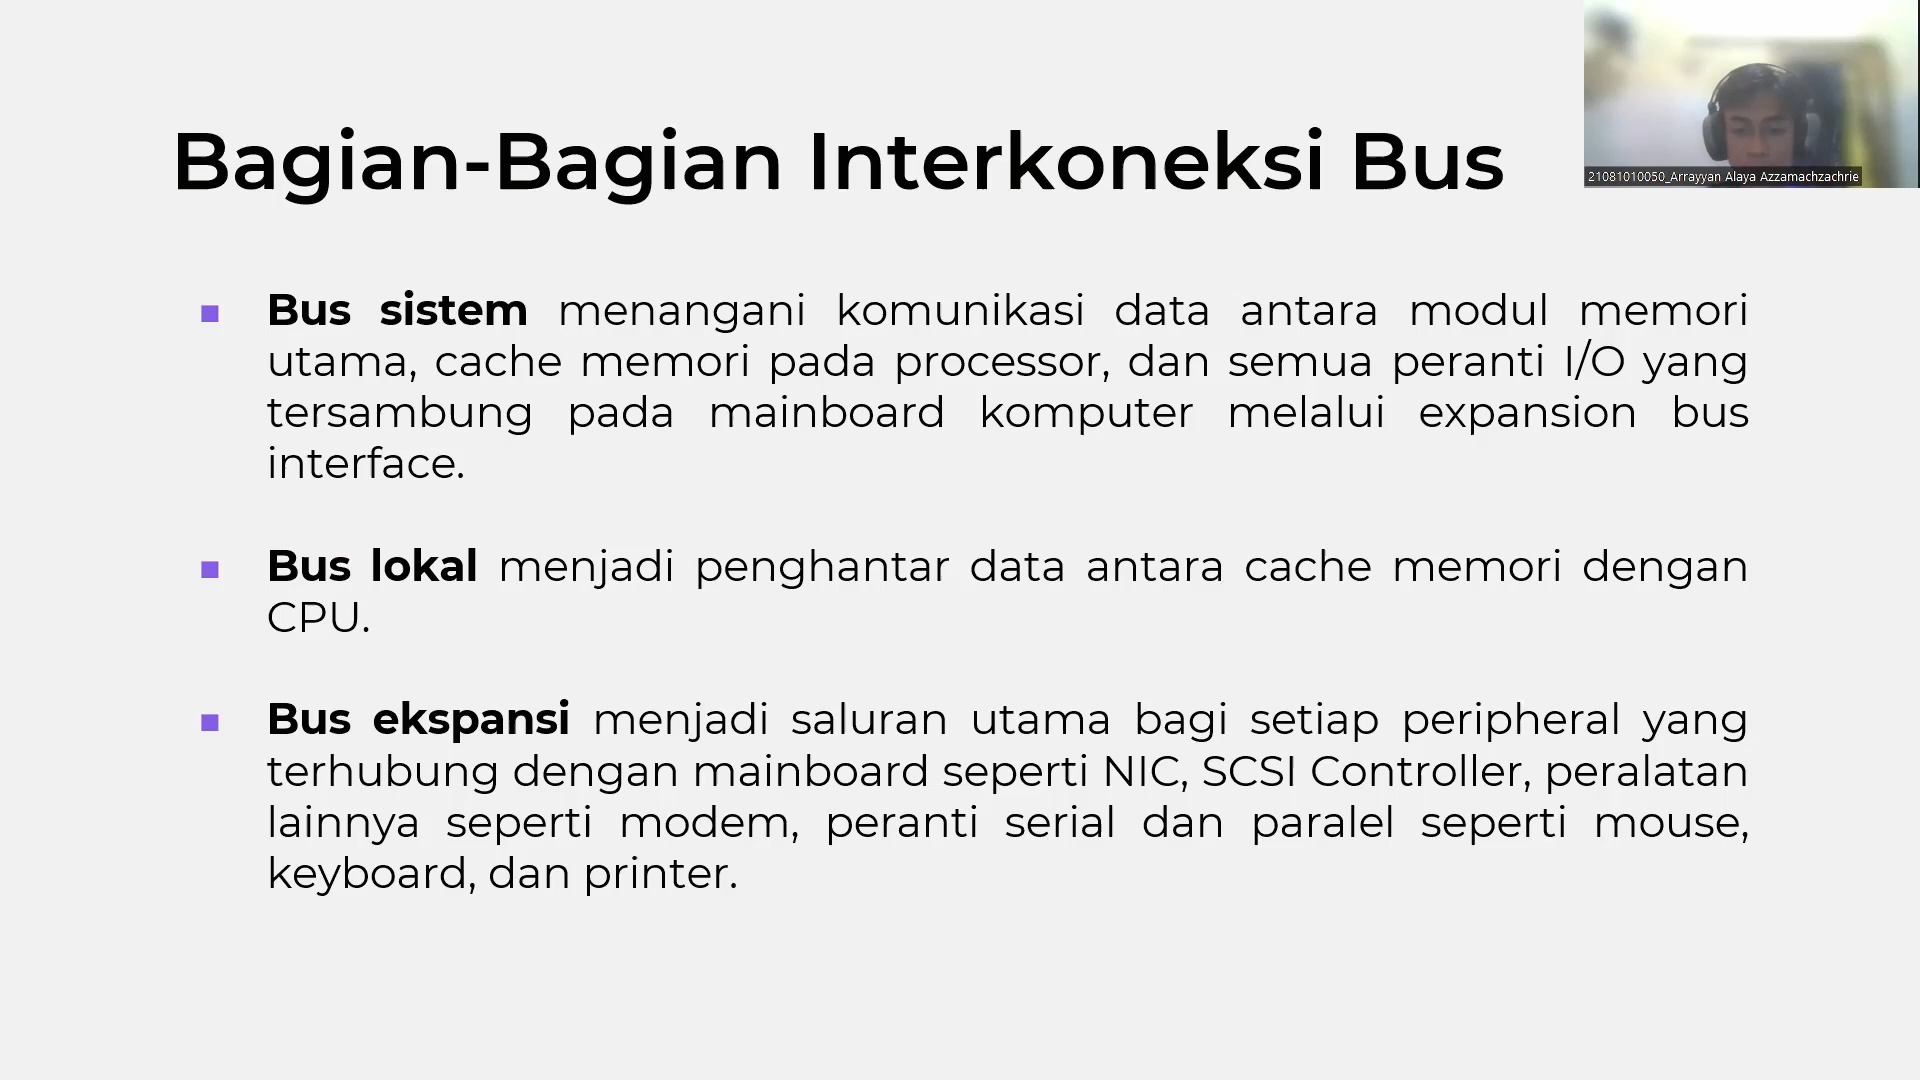 Bagian-Bagian Interkoneksi Bus
21081010050_Arrayyan Alaya Azzamachzachrie
Bus sistem menangani komunikasi data antara modul memori
utama, cache memori pada processor, dan semua peranti I/O yang
tersambung pada mainboard komputer melalui expansion bus
interface.
Bus lokal menjadi penghantar data antara cache memori dengan
CPU.
Bus ekspansi menjadi saluran utama bagi setiap peripheral yang
terhubung dengan mainboard seperti NIC, SCSI Controller, peralatan
lainnya seperti modem, peranti serial dan paralel seperti mouse,
keyboard, dan printer.